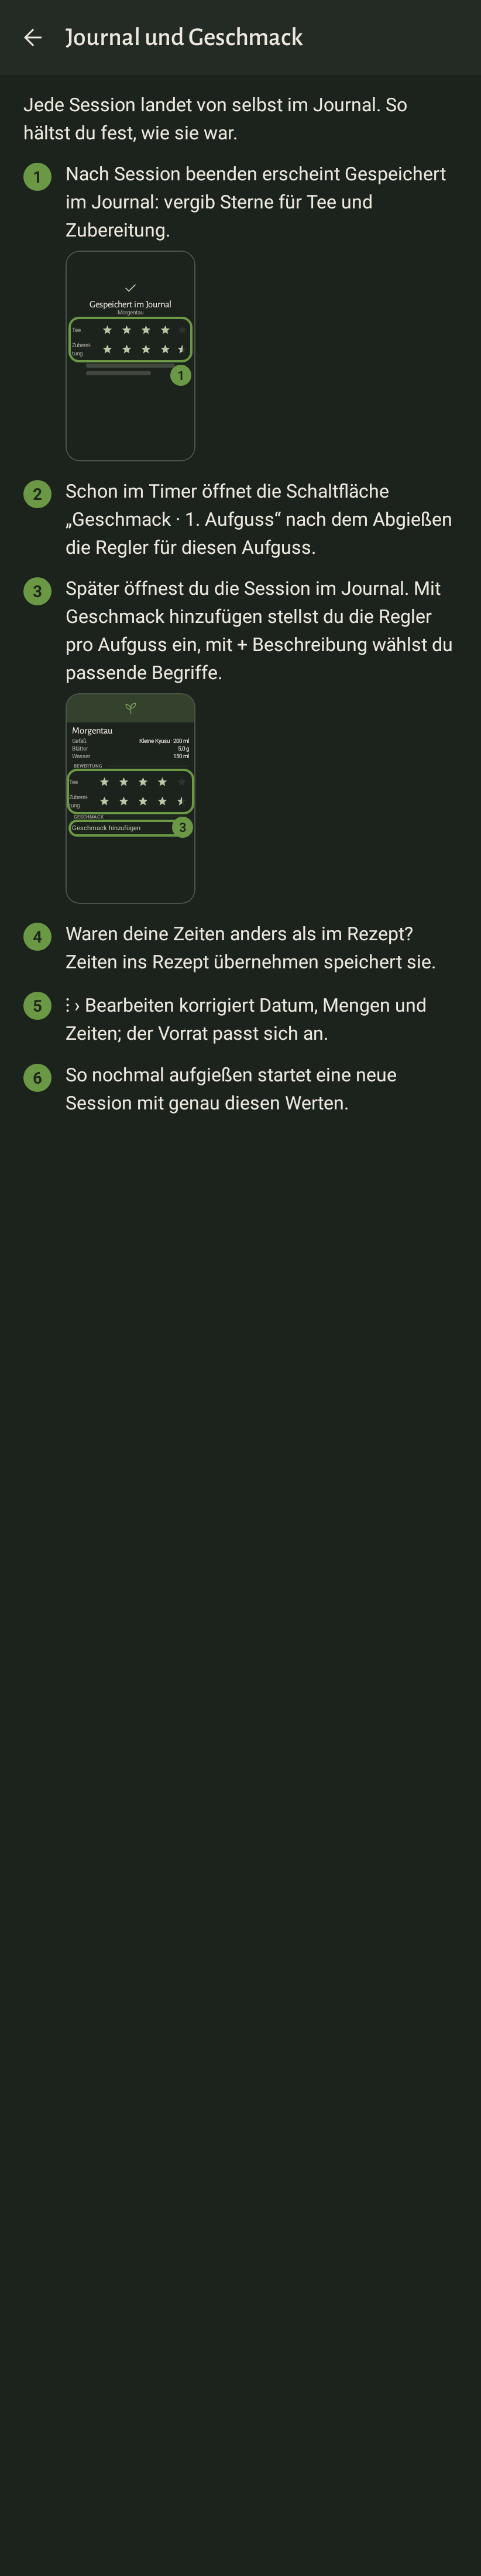 Journal und Geschmack
Jede Session landet von selbst im Journal. So
hältst du fest, wie sie war.
1
Nach Session beenden erscheint Gespeichert
im Journal: vergib Sterne für Tee und
Zubereitung.
Gespeichert im Journal
Morgentau
Tee
Zuberei-
tung
1
2
Schon im Timer öffnet die Schaltfläche
„Geschmack · 1. Aufguss“ nach dem Abgießen
die Regler für diesen Aufguss.
3
Später öffnest du die Session im Journal. Mit
Geschmack hinzufügen stellst du die Regler
pro Aufguss ein, mit + Beschreibung wählst du
passende Begriffe.
Morgentau
Gefäß Kleine Kyusu · 200 ml
Blätter 5,0 g
Wasser 150 ml
BEWERTUNG
Tee
Zuberei-
tung
GESCHMACK
Geschmack hinzufügen
3
4
Waren deine Zeiten anders als im Rezept?
Zeiten ins Rezept übernehmen speichert sie.
5
⋮ › Bearbeiten korrigiert Datum, Mengen und
Zeiten; der Vorrat passt sich an.
6
So nochmal aufgießen startet eine neue
Session mit genau diesen Werten.